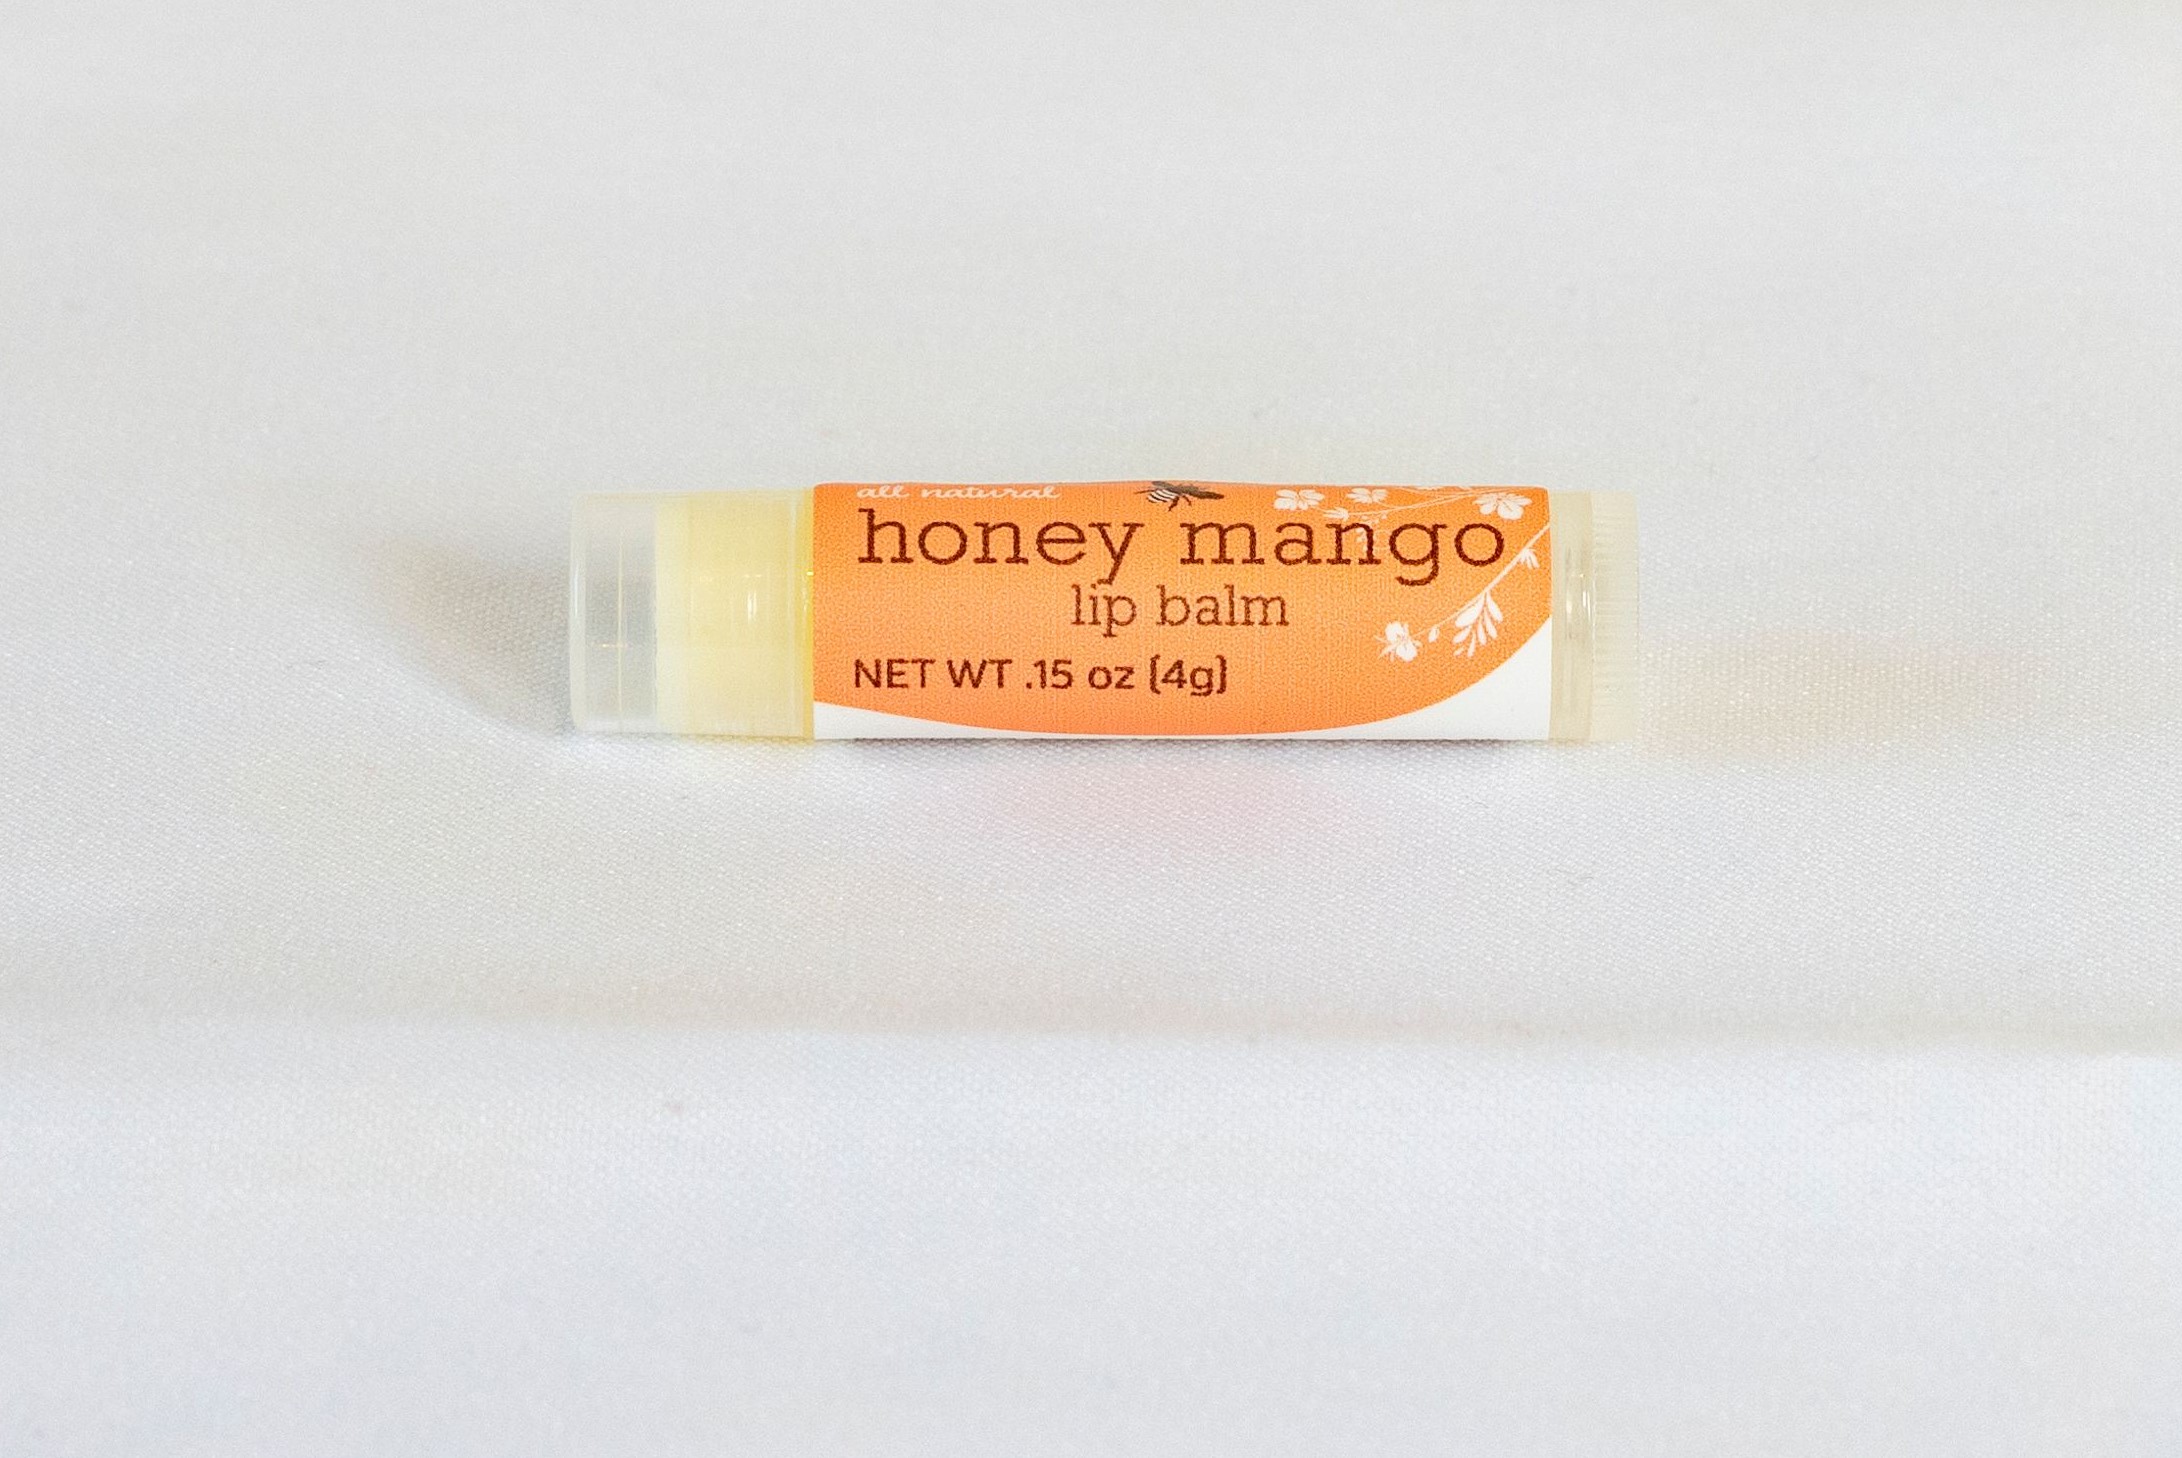 all natural
honey mango
lip balm
NET WT .15 oz (4g)